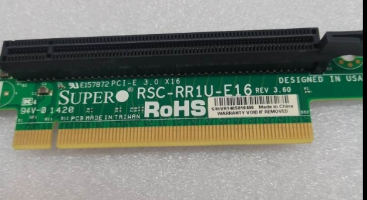 E157872 PCI-E 3.0 X16
DESIGNED IN USA
SUPER RSC-RR1U-E16 REV 3.60
94V-0 1420
RoHS
Made in China
WARRANTY VOID IF REMOVED
PCB MADE IN TAIWAN